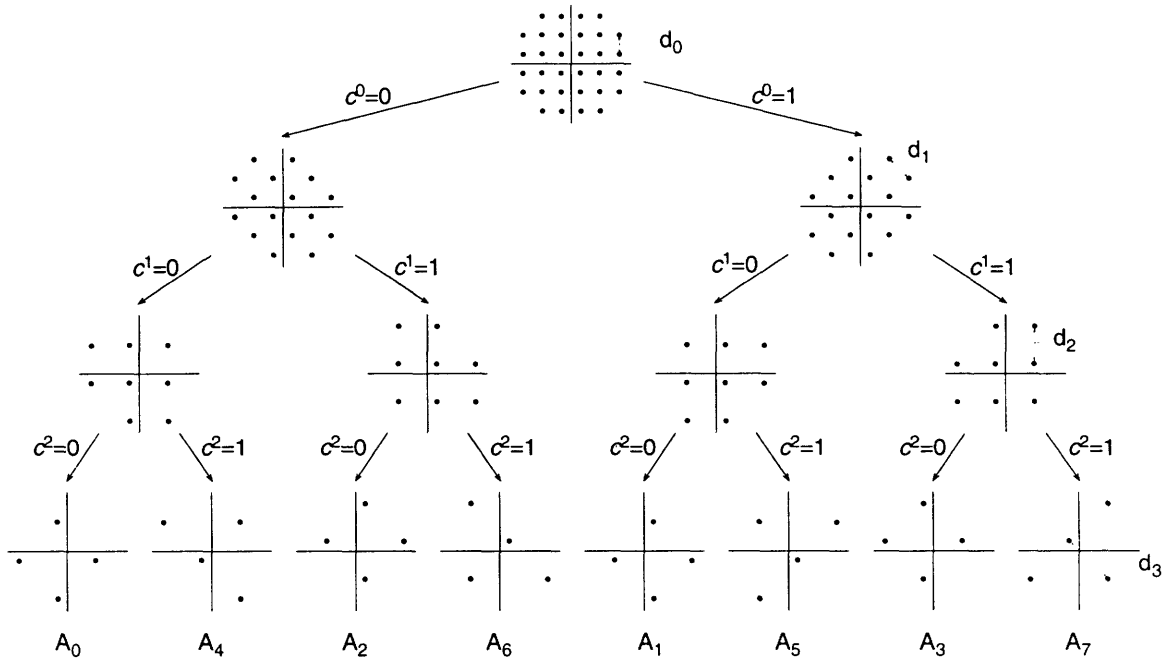 d₀
c⁰=0 c⁰=1
d₁
c¹=0 c¹=1 c¹=0 c¹=1
d₂
c²=0 c²=1 c²=0 c²=1 c²=0 c²=1 c²=0 c²=1
d₃
A₀ A₄ A₂ A₆ A₁ A₅ A₃ A₇